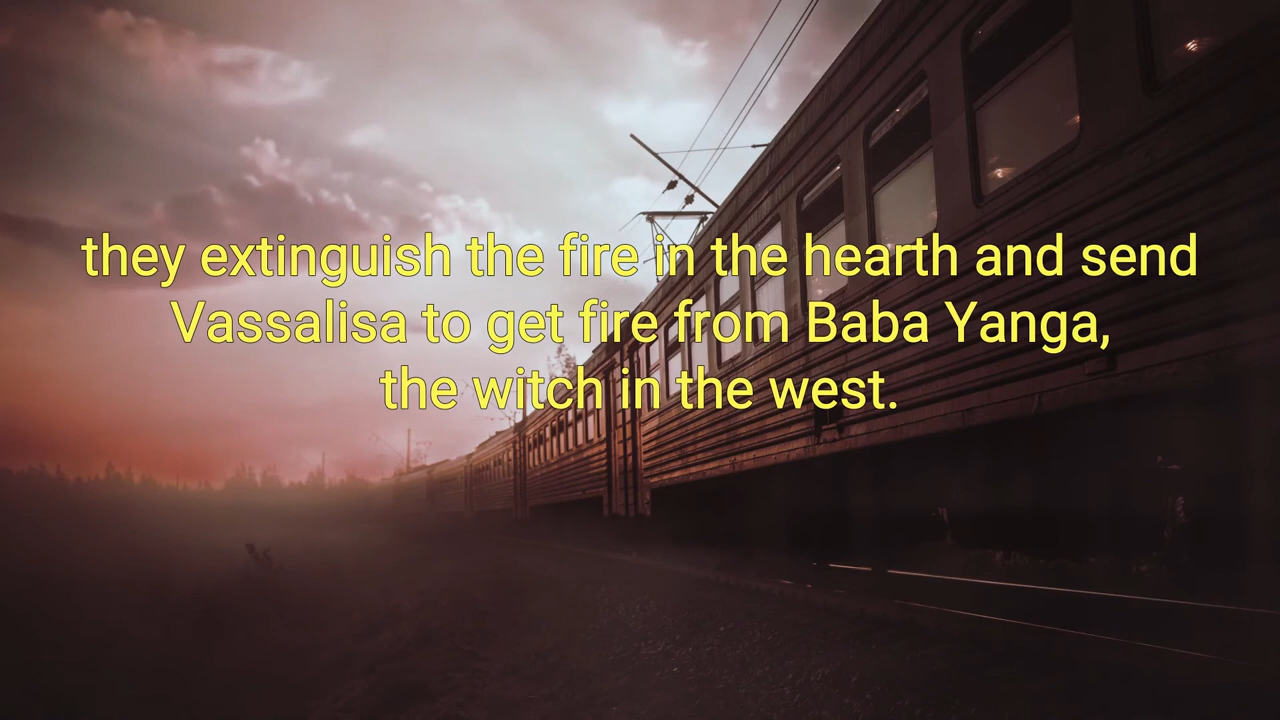 they extinguish the fire in the hearth and send
Vassalisa to get fire from Baba Yanga,
the witch in the west.